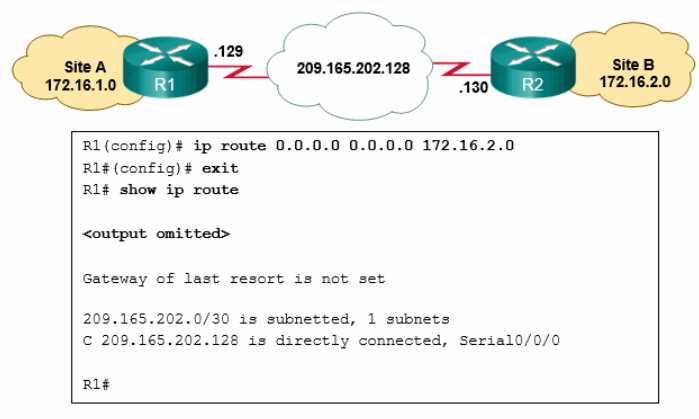 Site A
172.16.1.0
R1
.129
209.165.202.128
.130
R2
Site B
172.16.2.0
R1(config)# ip route 0.0.0.0 0.0.0.0 172.16.2.0
R1#(config)# exit
R1# show ip route
<output omitted>
Gateway of last resort is not set
209.165.202.0/30 is subnetted, 1 subnets
C 209.165.202.128 is directly connected, Serial0/0/0
R1#